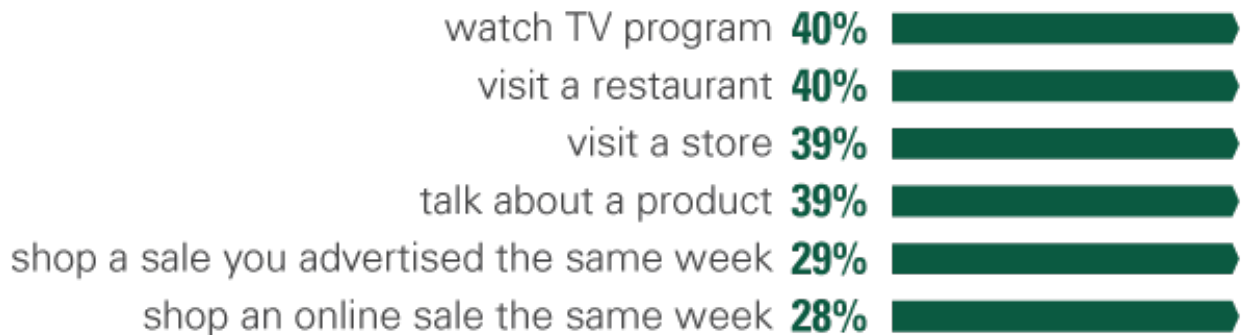 watch TV program 40%
visit a restaurant 40%
visit a store 39%
talk about a product 39%
shop a sale you advertised the same week 29%
shop an online sale the same week 28%